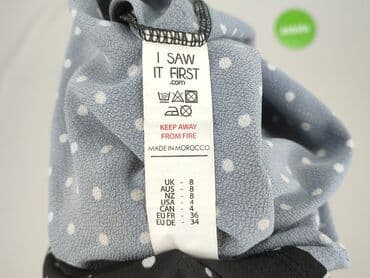 I SAW
IT FIRST
.com
KEEP AWAY
FROM FIRE
MADE IN MOROCCO
UK - 8
AUS - 8
NZ - 8
USA - 4
CAN - 4
EU FR - 36
EU DE - 34